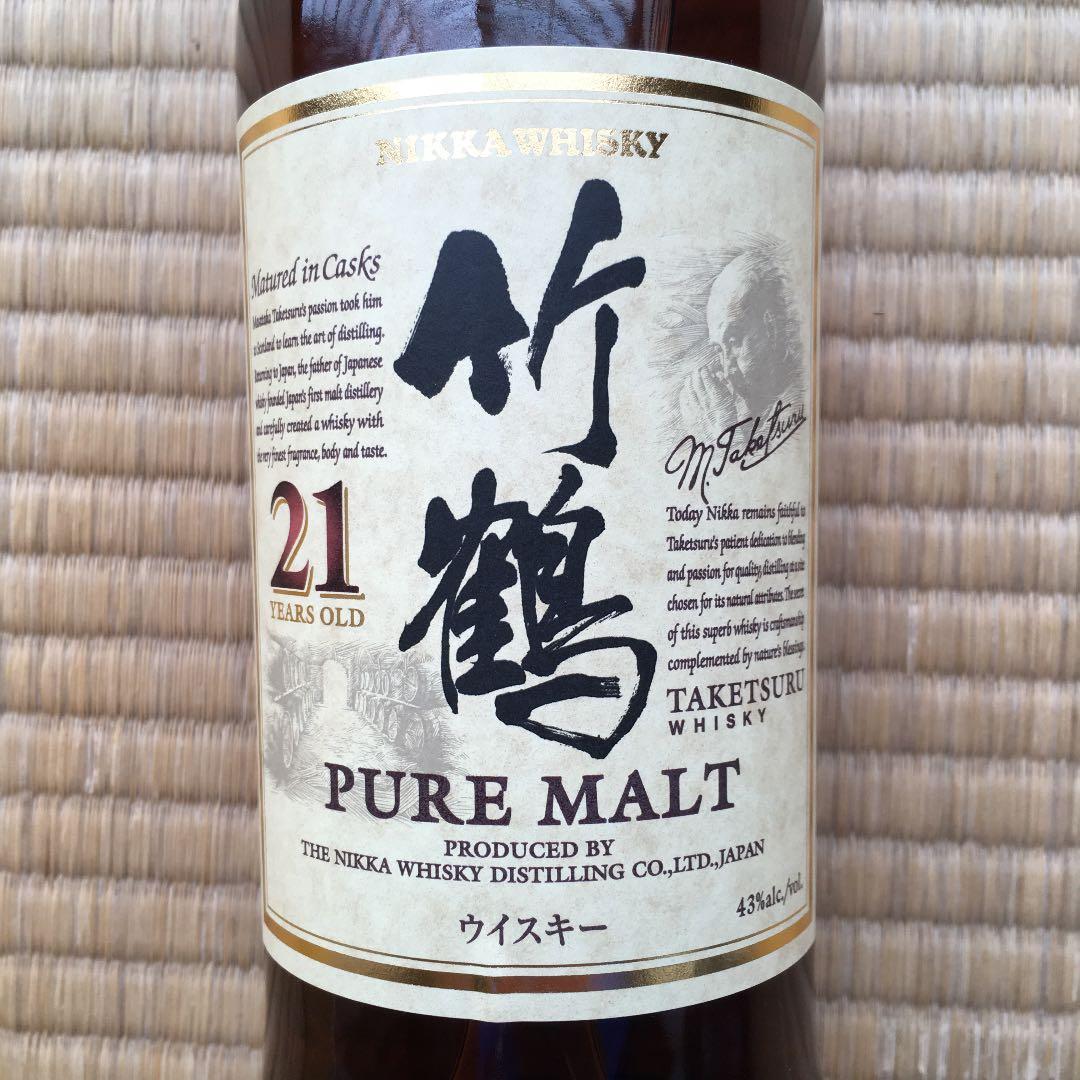 NIKKA WHISKY
竹鶴
Matured in Casks
Masataka Taketsuru's passion took him
to Scotland to learn the art of distilling.
Returning to Japan, the father of Japanese
whisky founded Japan's first malt distillery
and carefully created a whisky with
the very finest fragrance, body and taste.
21
YEARS OLD
M. Taketsuru
Today Nikka remains faithful to
Taketsuru's patient dedication to blending
and passion for quality, distilling at a site
chosen for its natural attributes. The secret
of this superb whisky is craftsmanship
complemented by nature's blessings.
TAKETSURU
WHISKY
PURE MALT
PRODUCED BY
THE NIKKA WHISKY DISTILLING CO.,LTD.,JAPAN
43%alc./vol.
ウイスキー